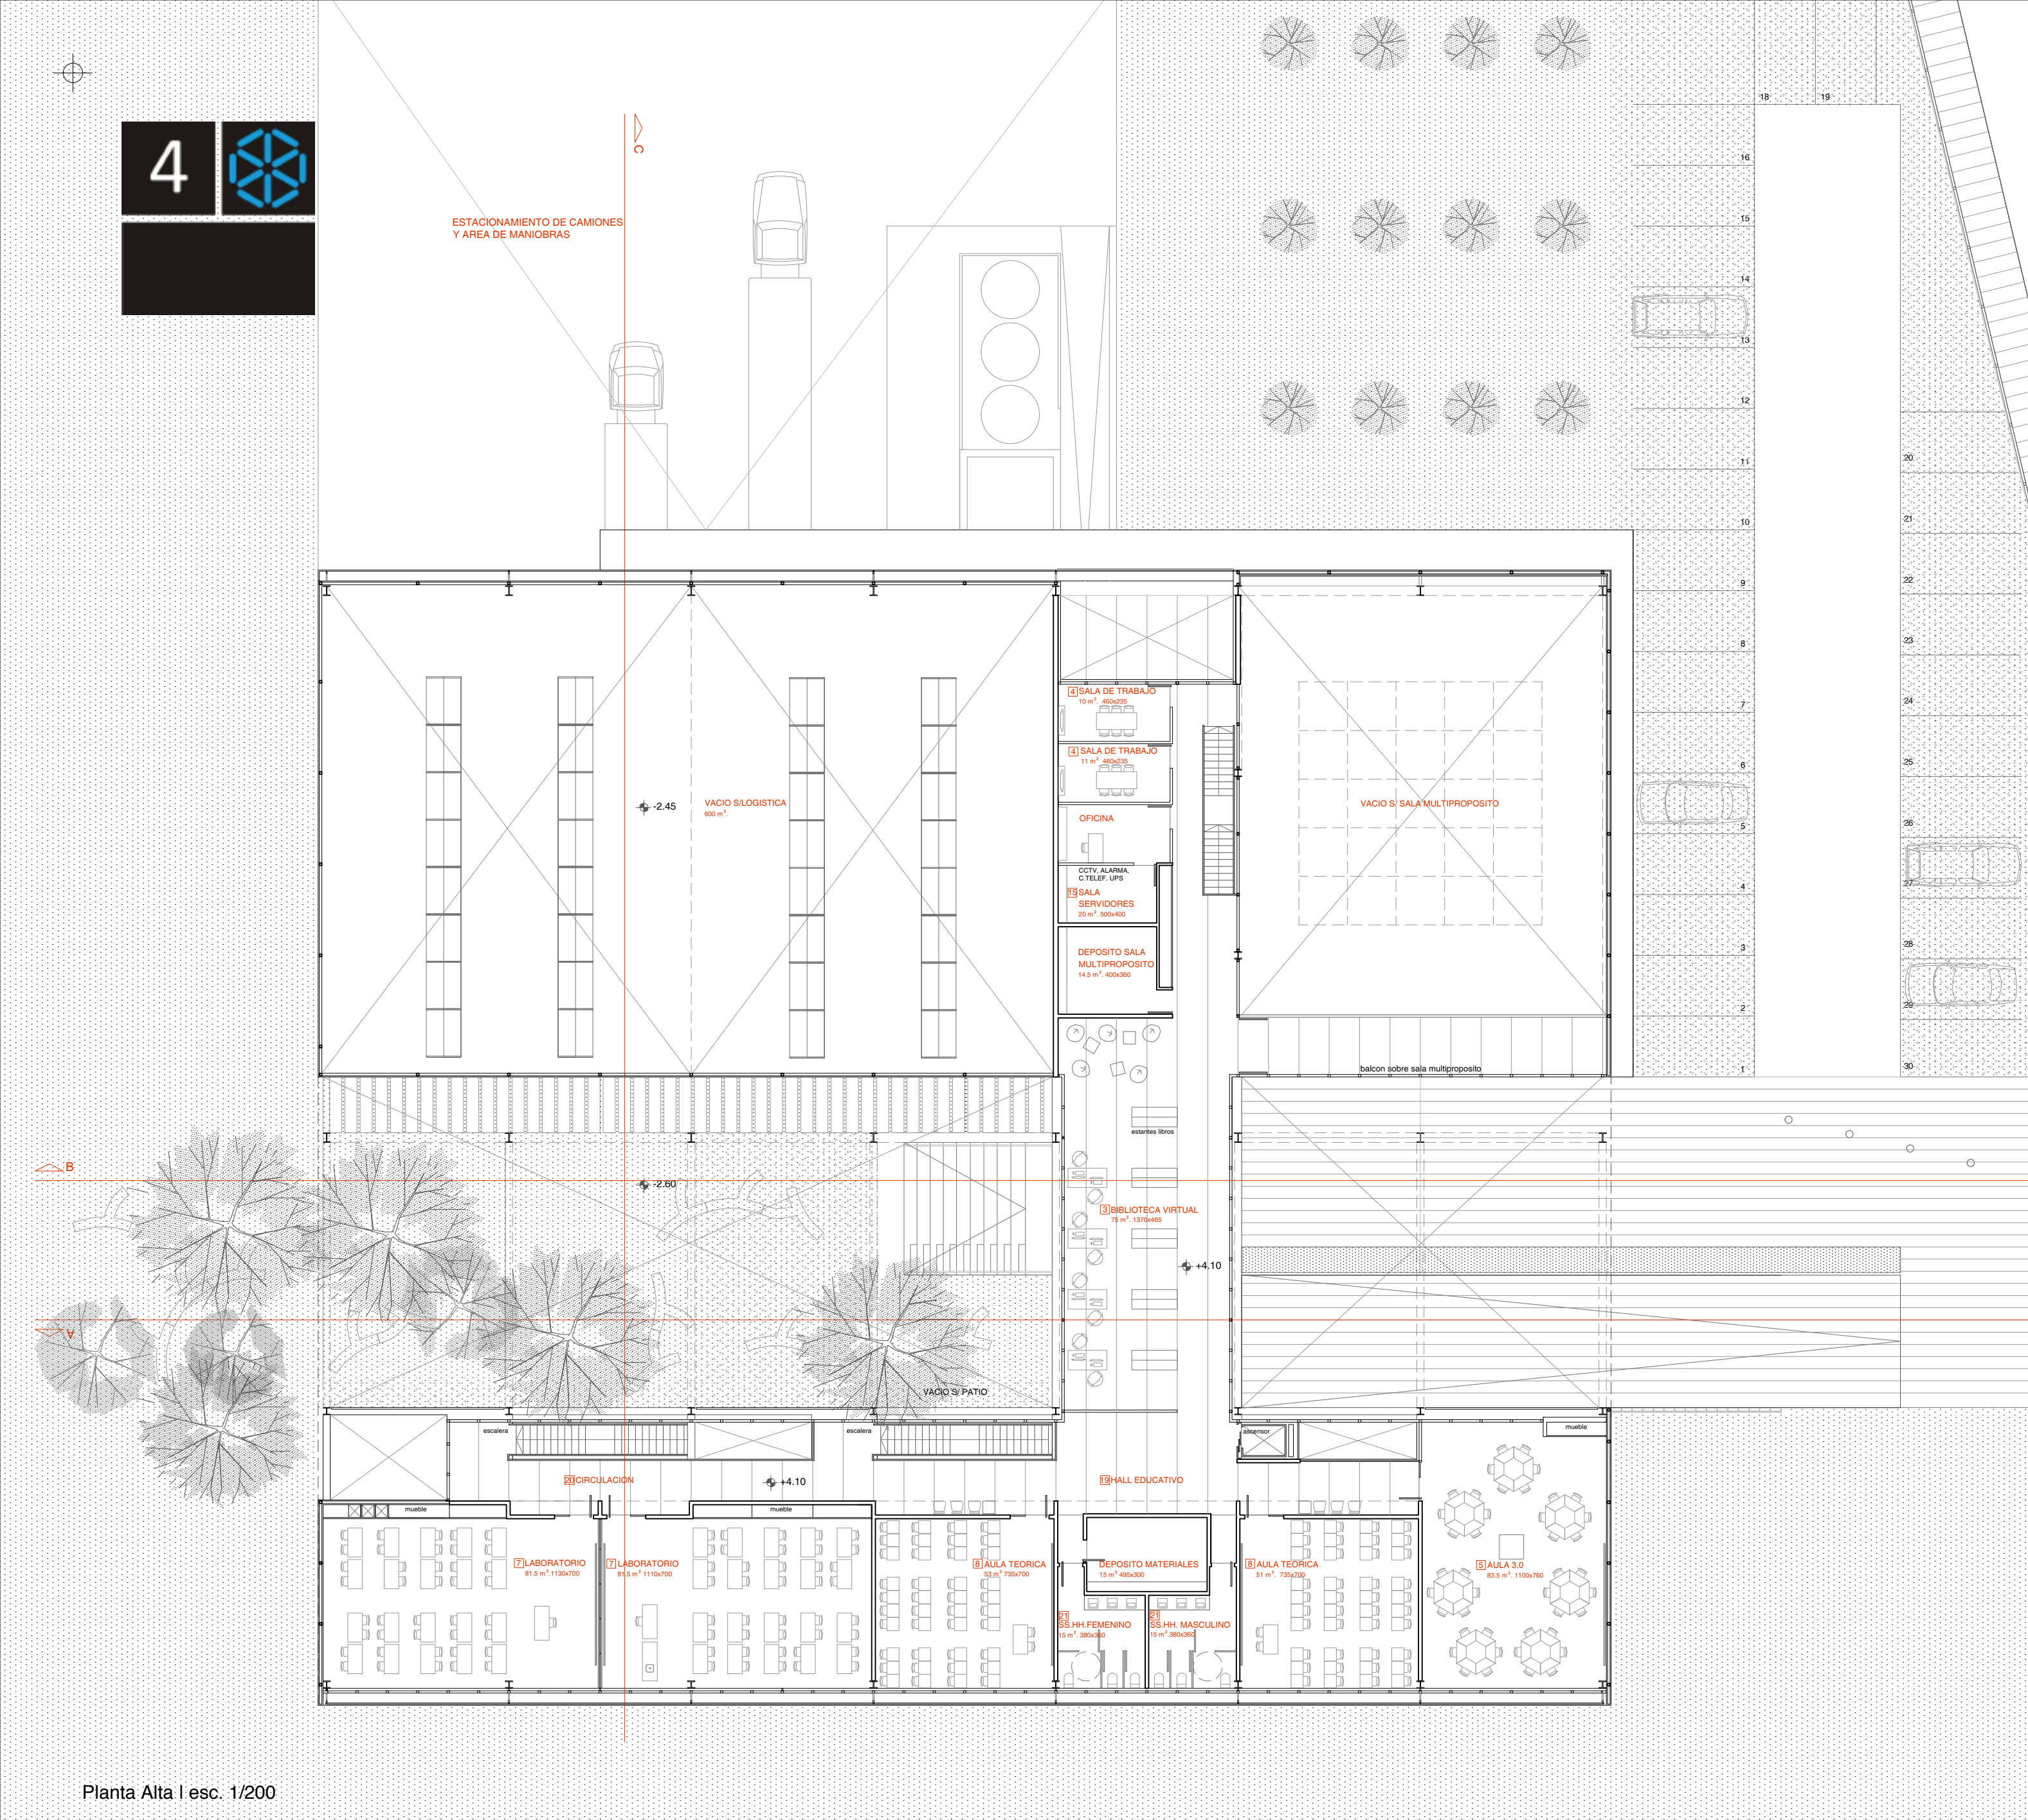 4
C
ESTACIONAMIENTO DE CAMIONES
Y AREA DE MANIOBRAS
18
19
16
15
14
13
12
11
10
9
8
7
6
5
4
3
2
1
20
21
22
23
24
25
26
27
28
29
30
4 SALA DE TRABAJO
10 m². 460x235
4 SALA DE TRABAJO
11 m² 460x235
OFICINA
CCTV, ALARMA,
C.TELEF. UPS
15 SALA
SERVIDORES
20 m². 500x400
DEPOSITO SALA
MULTIPROPOSITO
14.5 m². 400x360
-2.45
VACIO S/LOGISTICA
600 m².
VACIO S/ SALA MULTIPROPOSITO
balcon sobre sala multiproposito
estantes libros
B
-2.60
3 BIBLIOTECA VIRTUAL
75 m². 1370x465
+4.10
A
VACIO S/ PATIO
escalera
escalera
ascensor
mueble
20 CIRCULACION
+4.10
19 HALL EDUCATIVO
mueble
mueble
7 LABORATORIO
81.5 m².1130x700
7 LABORATORIO
81.5 m² 1110x700
8 AULA TEORICA
53 m² 735x700
DEPOSITO MATERIALES
15 m² 495x300
8 AULA TEORICA
51 m². 735x700
5 AULA 3.0
83.5 m². 1100x760
21
SS.HH.FEMENINO
15 m². 380x360
21
SS.HH. MASCULINO
15 m².380x360
Planta Alta | esc. 1/200